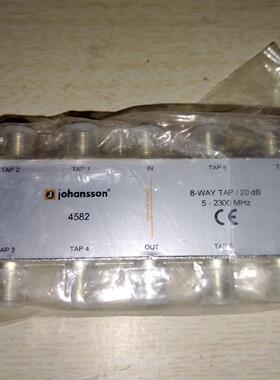 TAP 2 TAP 1 IN TAP
johansson 8-WAY TAP / 20 dB
4582 5 - 2300 MHz
CE
TAP 3 TAP 4 OUT TAP